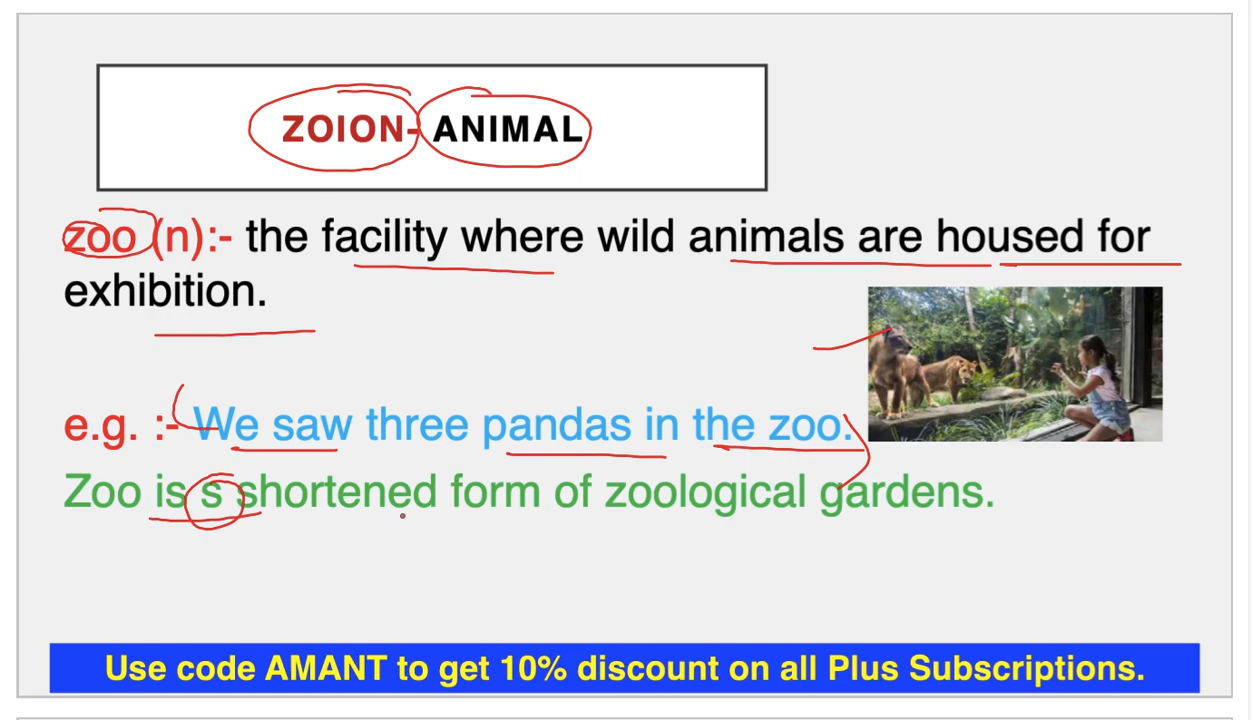 ZOION- ANIMAL
zoo (n):- the facility where wild animals are housed for
exhibition.
e.g. :- We saw three pandas in the zoo.
Zoo is s shortened form of zoological gardens.
Use code AMANT to get 10% discount on all Plus Subscriptions.